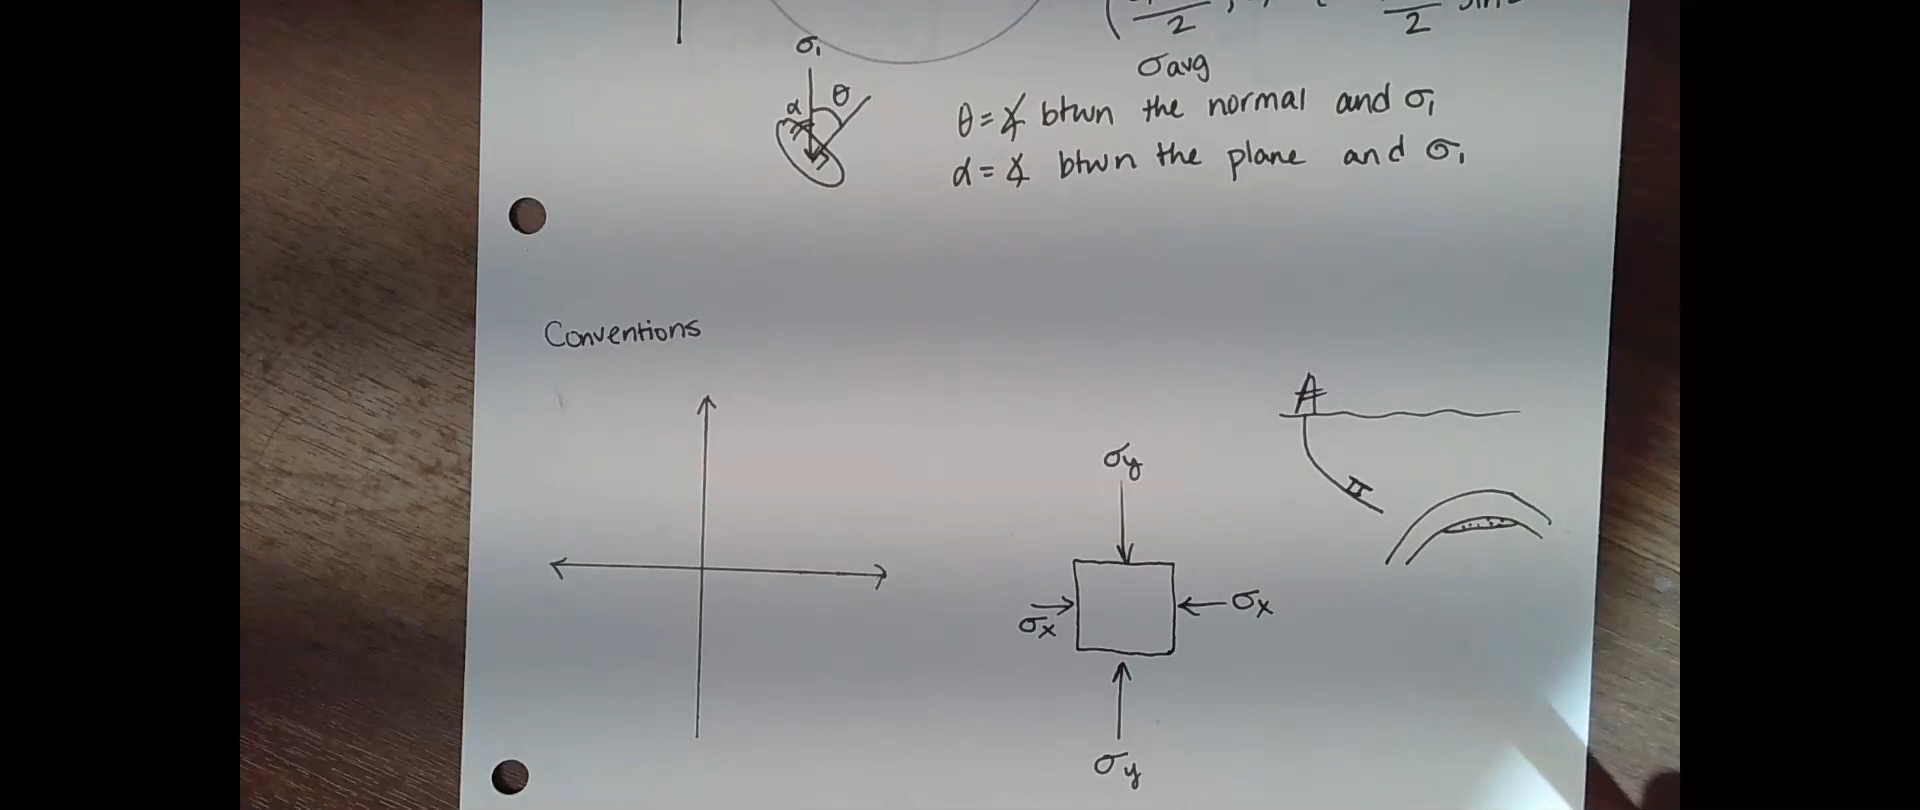 2
2
σavg
σ₁
α θ
θ = ∡ btwn the normal and σ₁
α = ∡ btwn the plane and σ₁
Conventions
σy
σx
σx
σy